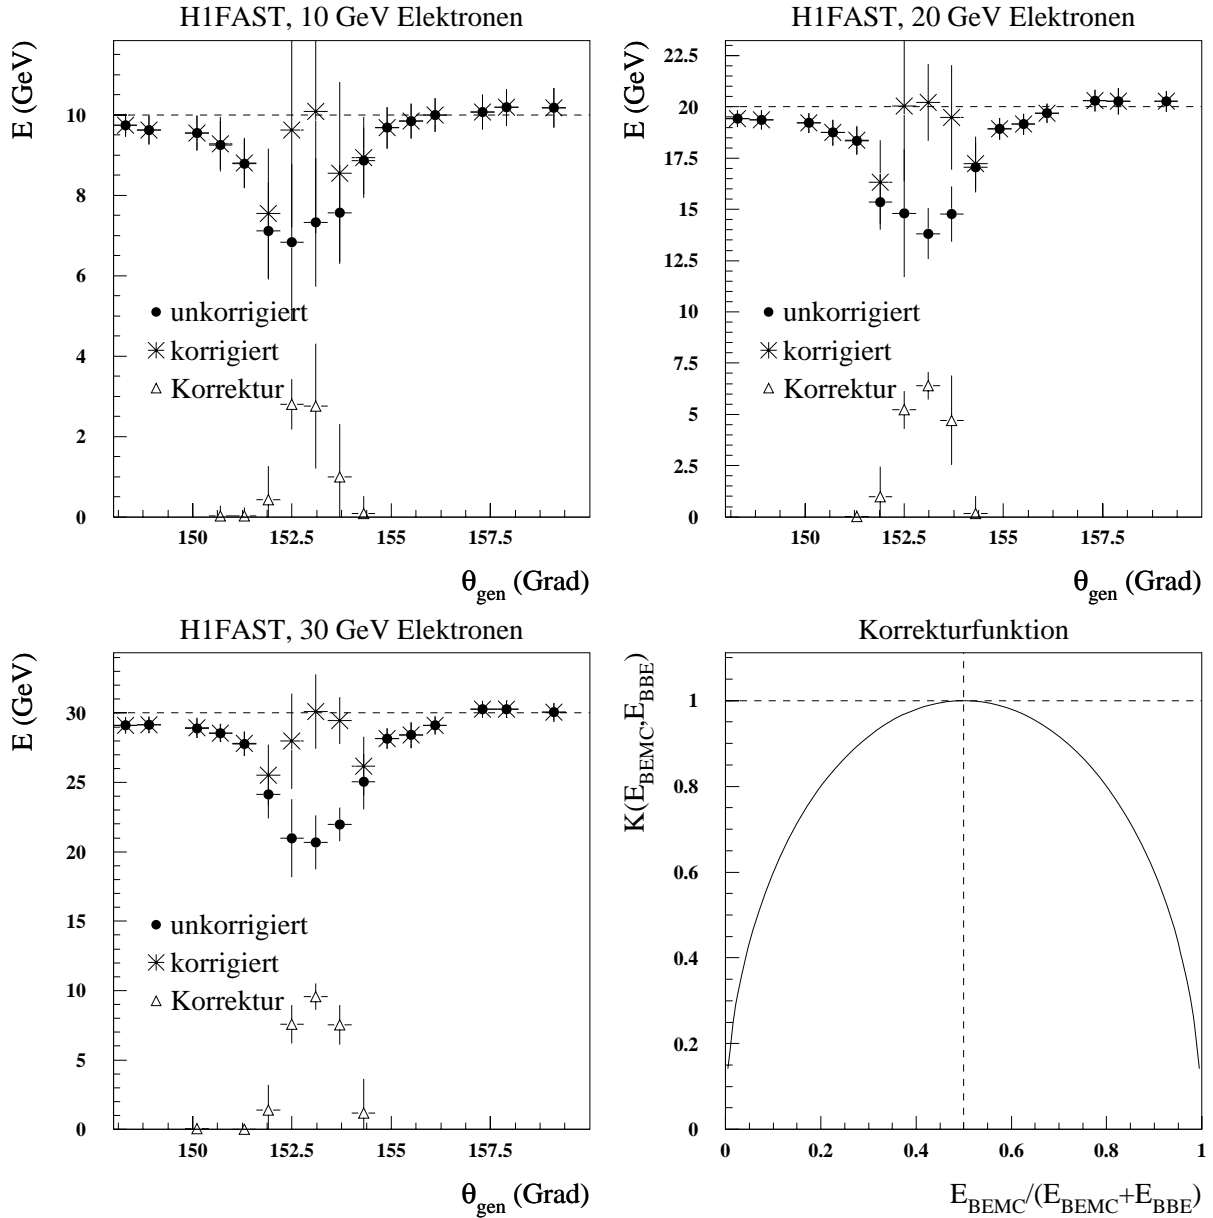 H1FAST, 10 GeV Elektronen
E (GeV)
10
8
6
4
2
0
● unkorrigiert
✳ korrigiert
△ Korrektur
150 152.5 155 157.5
θgen (Grad)
H1FAST, 20 GeV Elektronen
E (GeV)
22.5
20
17.5
15
12.5
10
7.5
5
2.5
0
● unkorrigiert
✳ korrigiert
△ Korrektur
150 152.5 155 157.5
θgen (Grad)
H1FAST, 30 GeV Elektronen
E (GeV)
30
25
20
15
10
5
0
● unkorrigiert
✳ korrigiert
△ Korrektur
150 152.5 155 157.5
θgen (Grad)
Korrekturfunktion
K(EBEMC,EBBE)
1
0.8
0.6
0.4
0.2
0
0 0.2 0.4 0.6 0.8 1
EBEMC/(EBEMC+EBBE)